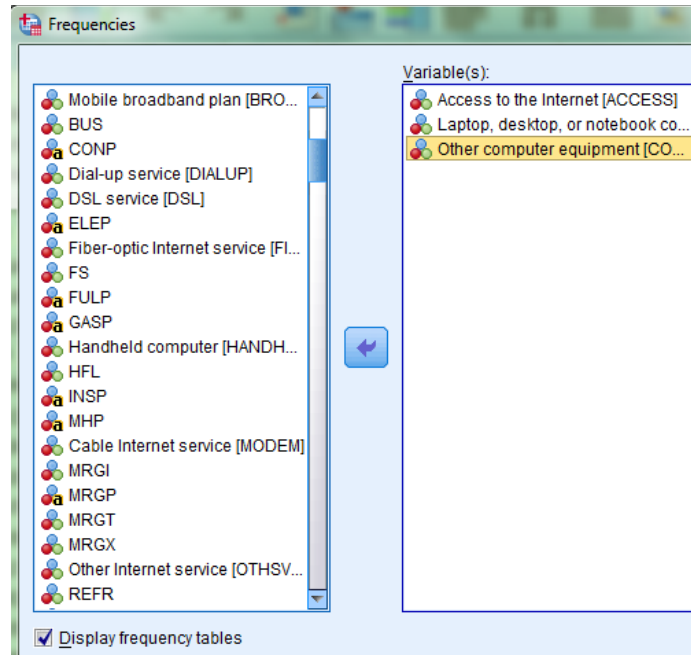 Frequencies
Mobile broadband plan [BRO...
BUS
CONP
Dial-up service [DIALUP]
DSL service [DSL]
ELEP
Fiber-optic Internet service [FI...
FS
FULP
GASP
Handheld computer [HANDH...
HFL
INSP
MHP
Cable Internet service [MODEM]
MRGI
MRGP
MRGT
MRGX
Other Internet service [OTHSV...
REFR
Variable(s):
Access to the Internet [ACCESS]
Laptop, desktop, or notebook co...
Other computer equipment [CO...
Display frequency tables